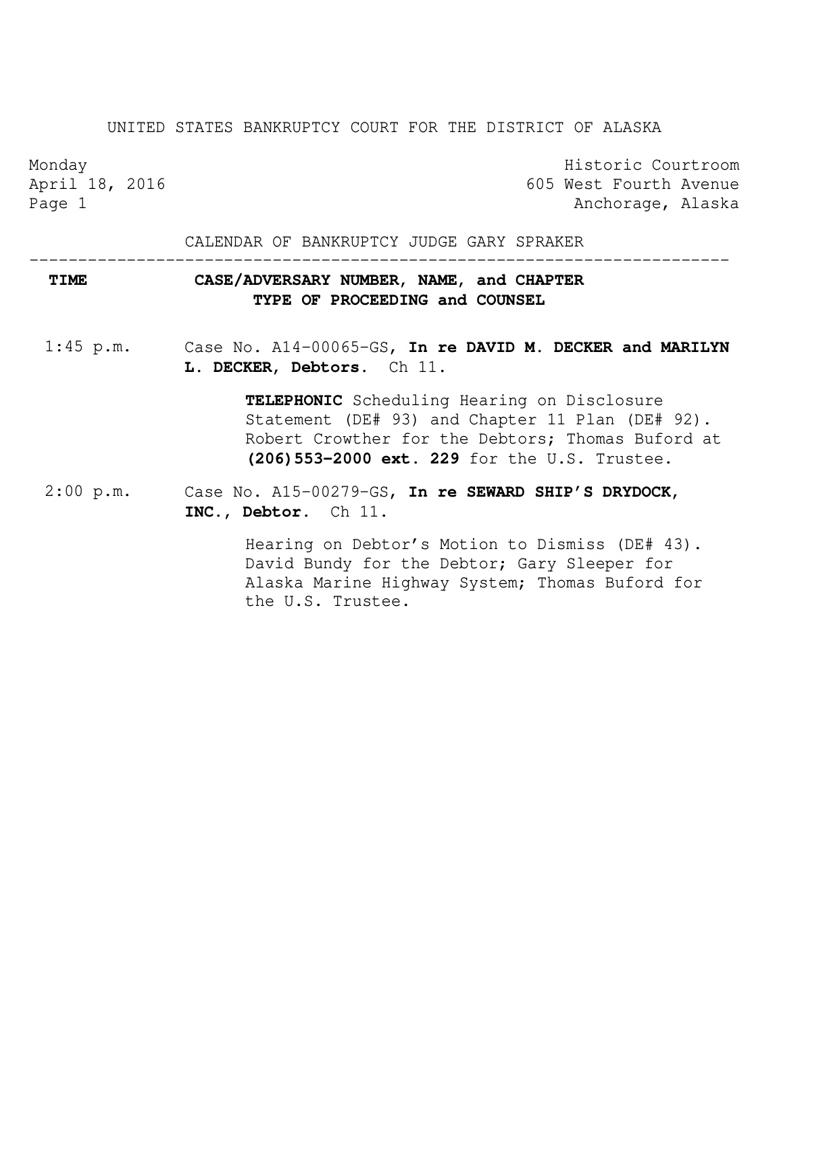 UNITED STATES BANKRUPTCY COURT FOR THE DISTRICT OF ALASKA
Monday Historic Courtroom
April 18, 2016 605 West Fourth Avenue
Page 1 Anchorage, Alaska
CALENDAR OF BANKRUPTCY JUDGE GARY SPRAKER
------------------------------------------------------------------------
TIME CASE/ADVERSARY NUMBER, NAME, and CHAPTER
TYPE OF PROCEEDING and COUNSEL
1:45 p.m. Case No. A14-00065-GS, In re DAVID M. DECKER and MARILYN
L. DECKER, Debtors. Ch 11.
TELEPHONIC Scheduling Hearing on Disclosure
Statement (DE# 93) and Chapter 11 Plan (DE# 92).
Robert Crowther for the Debtors; Thomas Buford at
(206)553-2000 ext. 229 for the U.S. Trustee.
2:00 p.m. Case No. A15-00279-GS, In re SEWARD SHIP'S DRYDOCK,
INC., Debtor. Ch 11.
Hearing on Debtor's Motion to Dismiss (DE# 43).
David Bundy for the Debtor; Gary Sleeper for
Alaska Marine Highway System; Thomas Buford for
the U.S. Trustee.